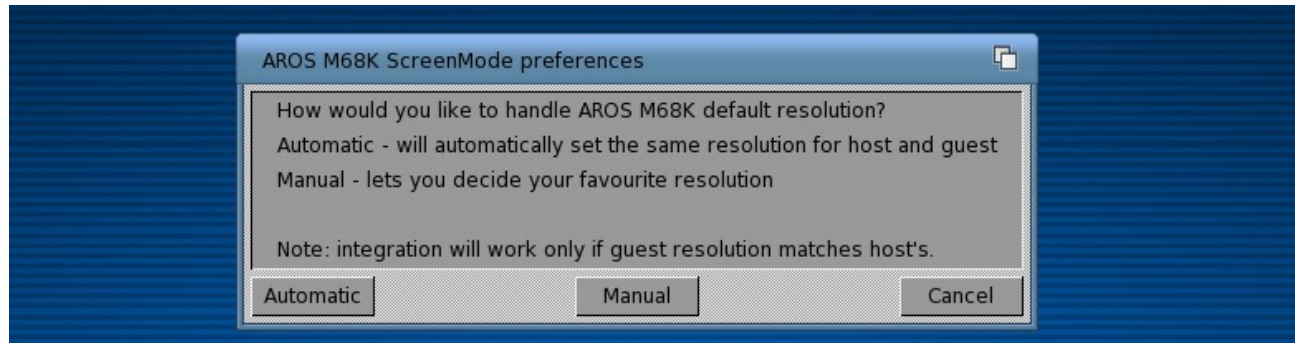 AROS M68K ScreenMode preferences
How would you like to handle AROS M68K default resolution?
Automatic - will automatically set the same resolution for host and guest
Manual - lets you decide your favourite resolution
Note: integration will work only if guest resolution matches host's.
Automatic Manual Cancel